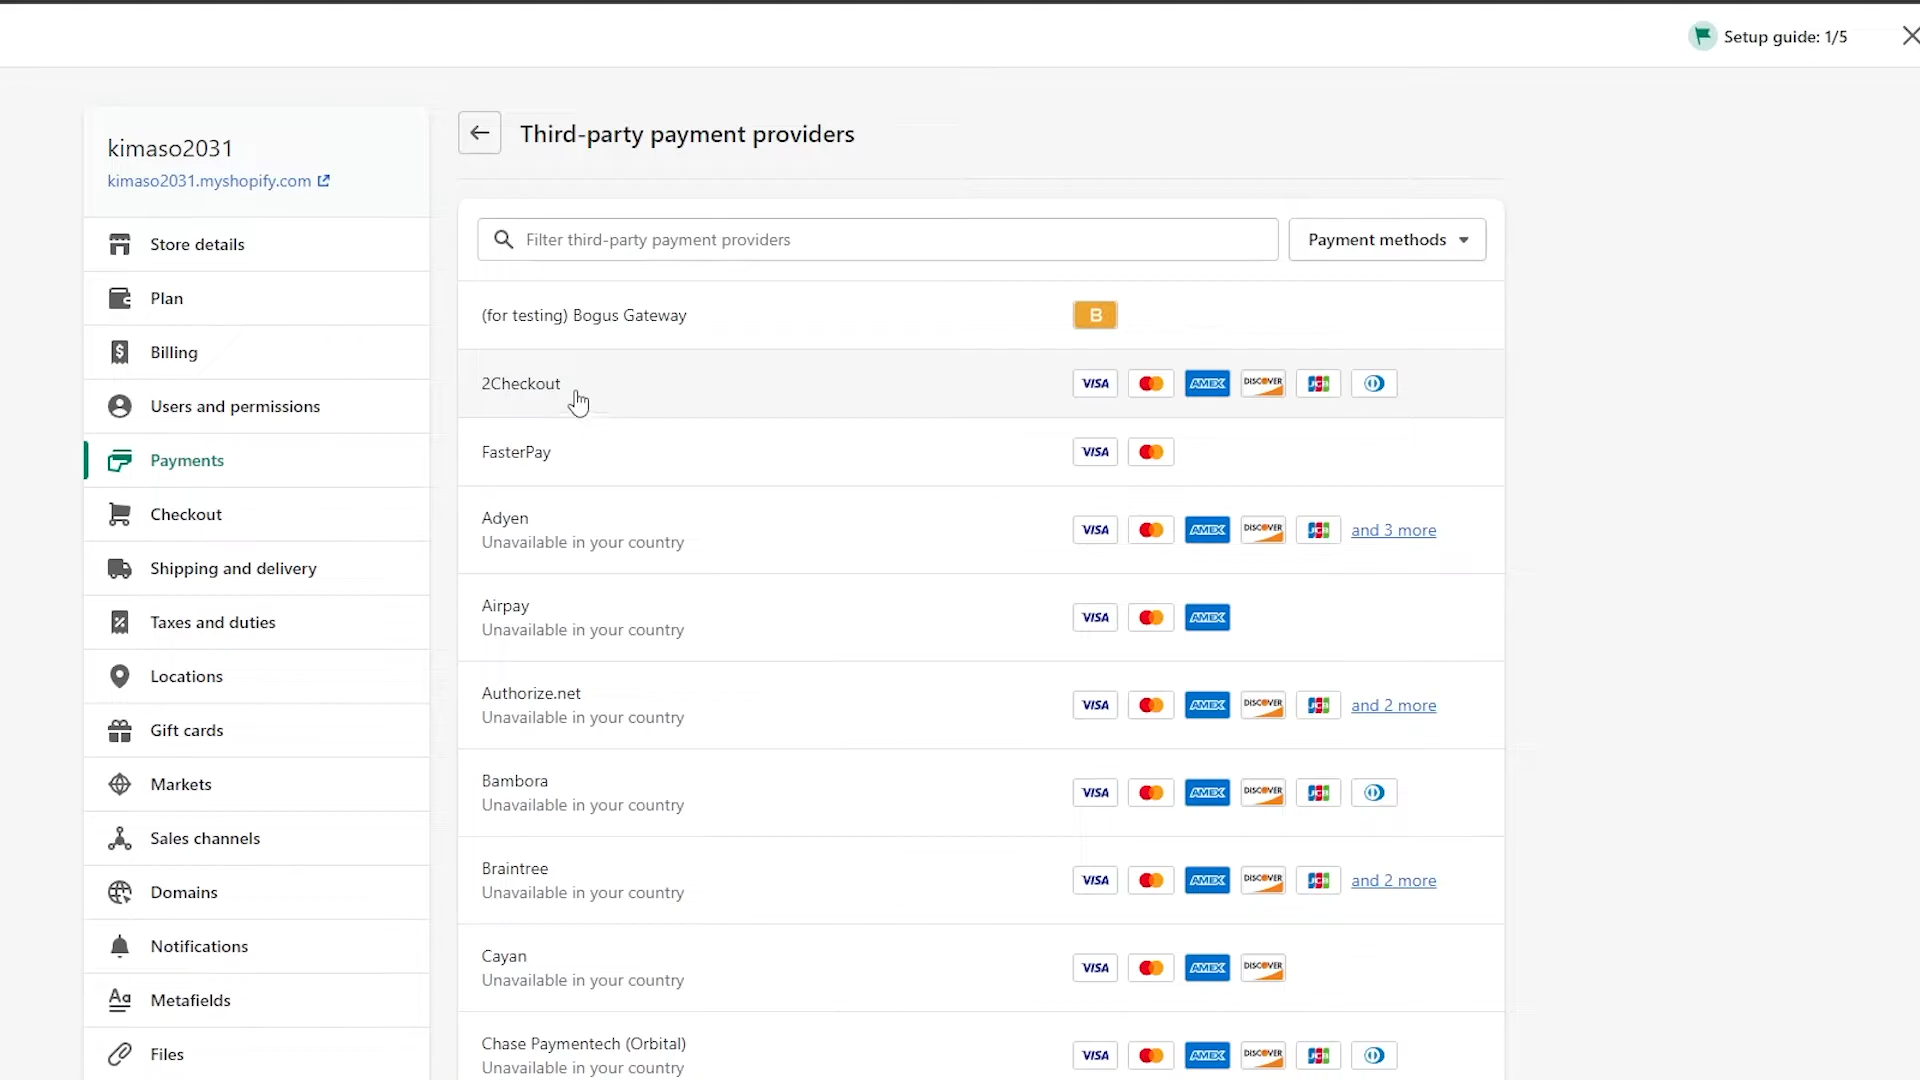 Setup guide: 1/5
kimaso2031
kimaso2031.myshopify.com
Store details
Plan
Billing
Users and permissions
Payments
Checkout
Shipping and delivery
Taxes and duties
Locations
Gift cards
Markets
Sales channels
Domains
Notifications
Metafields
Files
Third-party payment providers
Filter third-party payment providers
Payment methods
(for testing) Bogus Gateway
B
2Checkout
VISA AMEX DISCOVER JCB
FasterPay
VISA
Adyen
Unavailable in your country
VISA AMEX DISCOVER JCB and 3 more
Airpay
Unavailable in your country
VISA AMEX
Authorize.net
Unavailable in your country
VISA AMEX DISCOVER JCB and 2 more
Bambora
Unavailable in your country
VISA AMEX DISCOVER JCB
Braintree
Unavailable in your country
VISA AMEX DISCOVER JCB and 2 more
Cayan
Unavailable in your country
VISA AMEX DISCOVER
Chase Paymentech (Orbital)
Unavailable in your country
VISA AMEX DISCOVER JCB